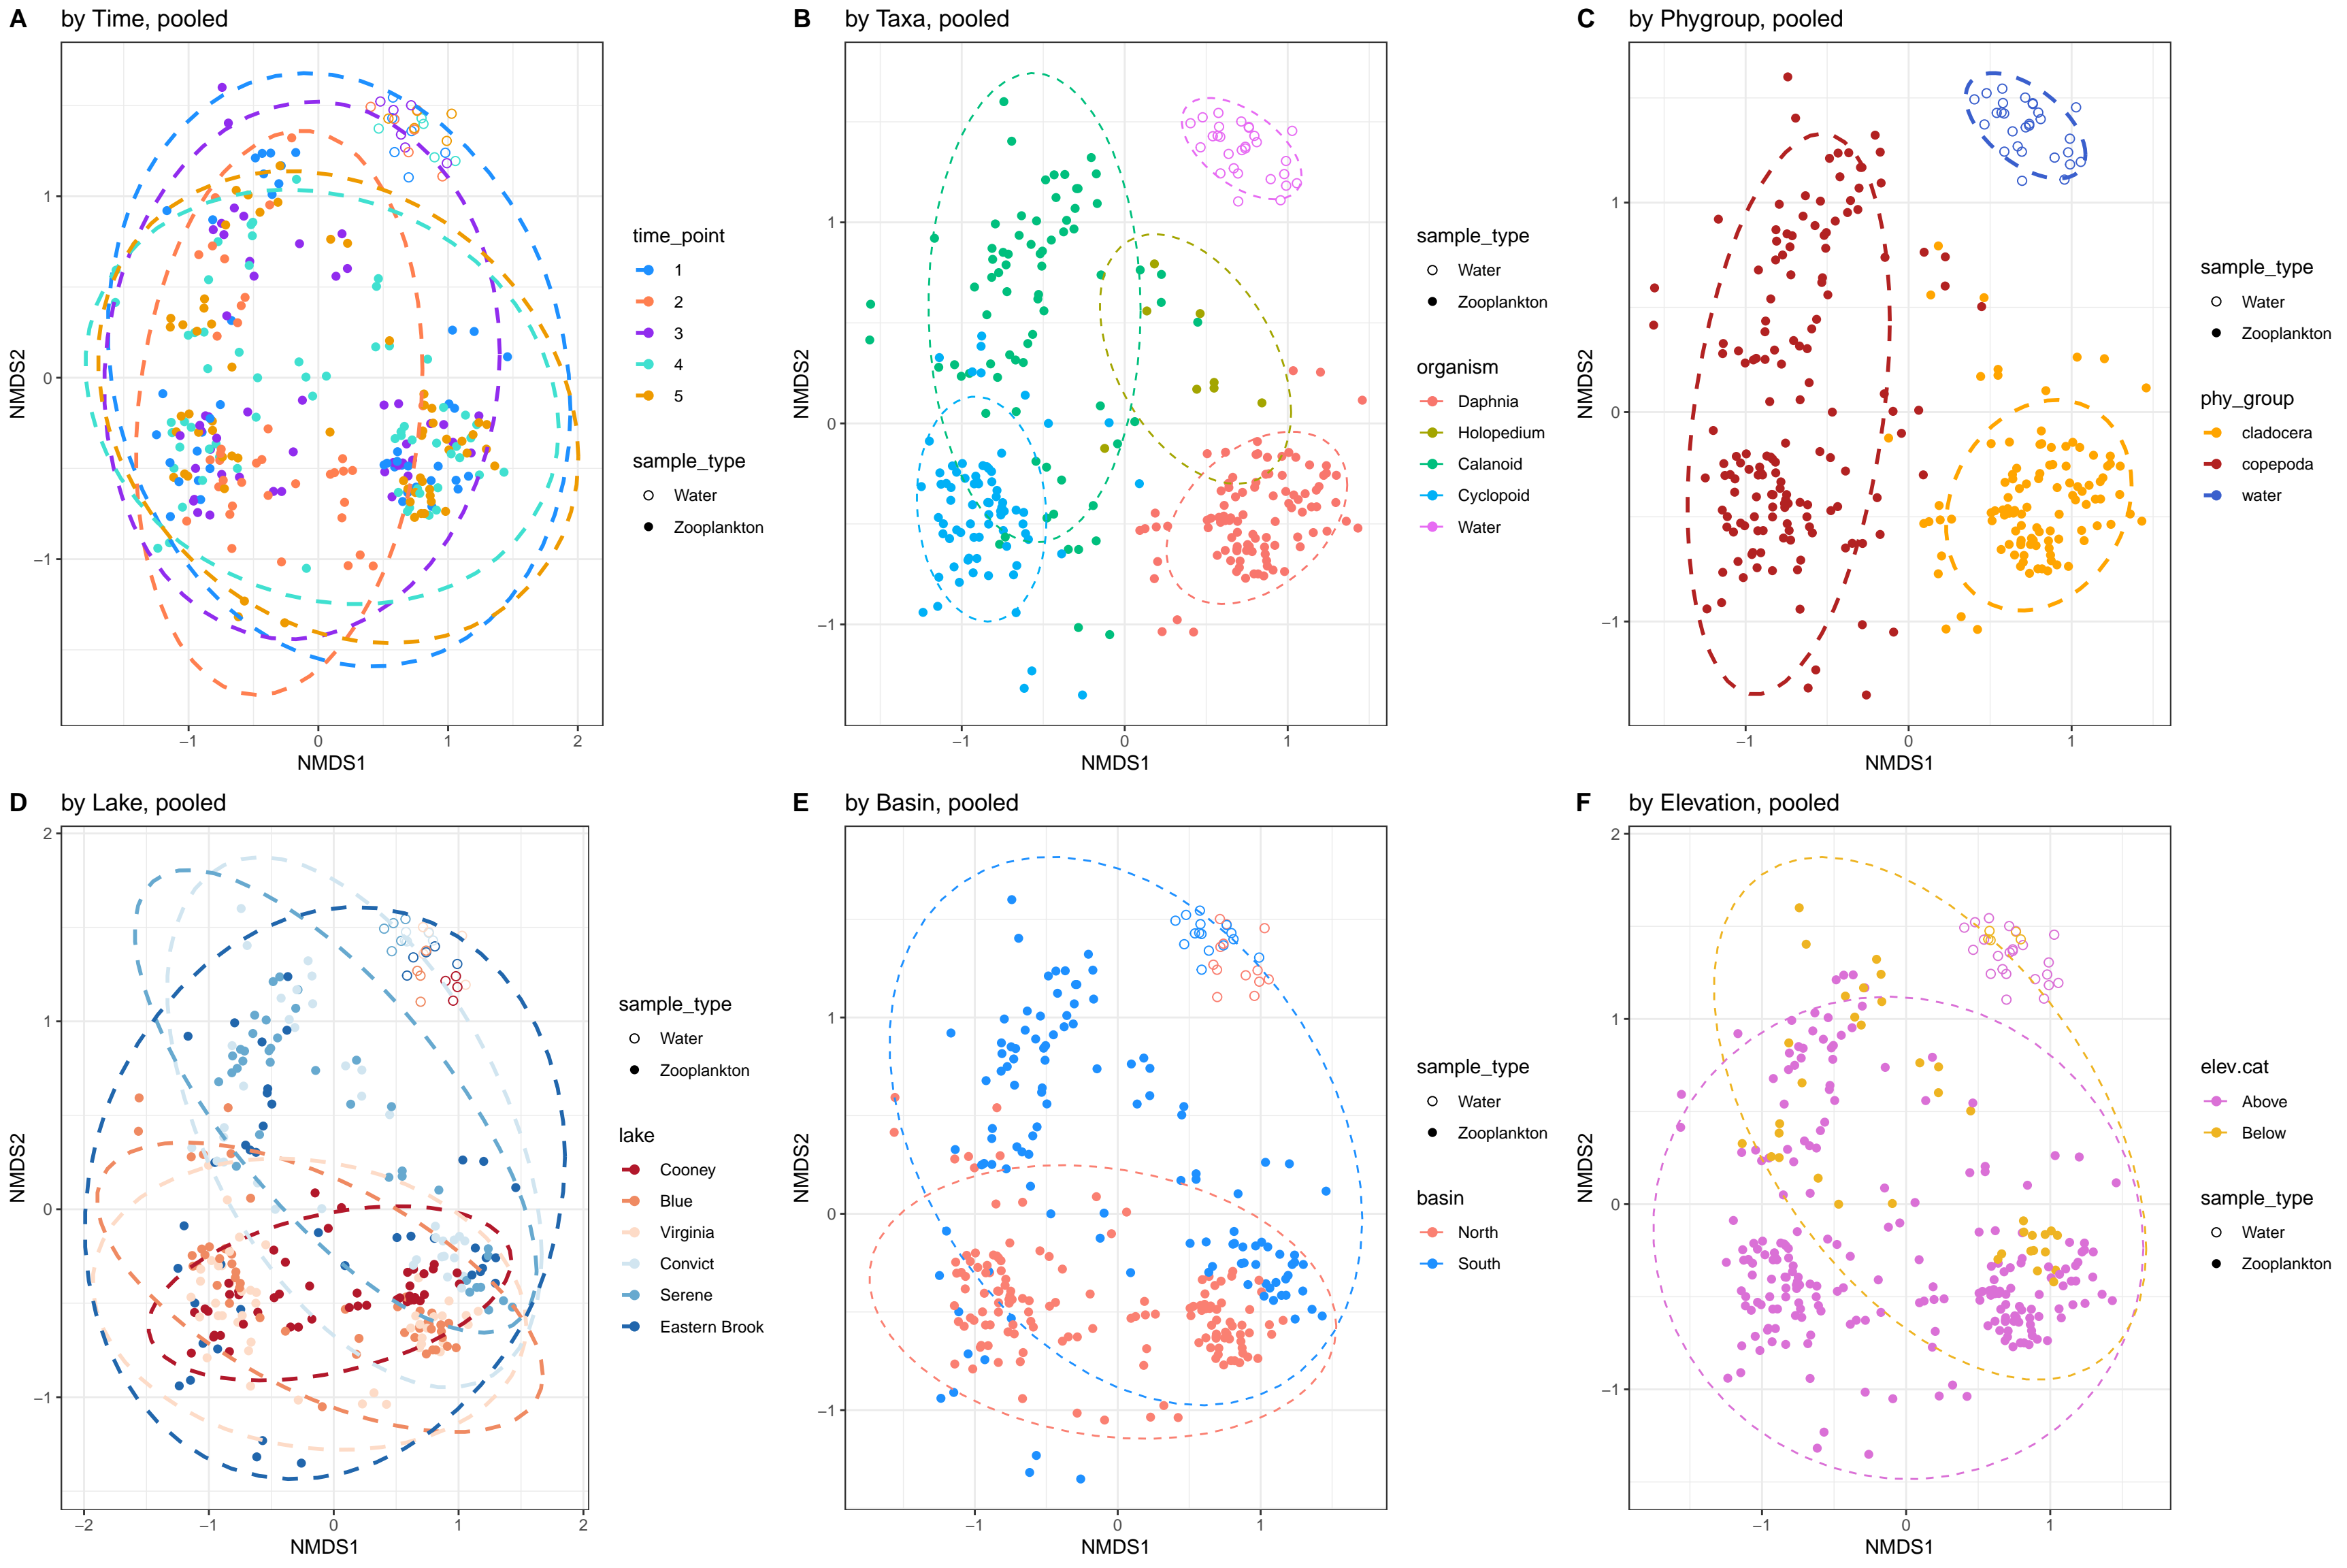 A by Time, pooled
1
0
−1
NMDS2
−1 0 1 2
NMDS1
time_point
1
2
3
4
5
sample_type
Water
Zooplankton
B by Taxa, pooled
1
0
−1
NMDS2
−1 0 1
NMDS1
sample_type
Water
Zooplankton
organism
Daphnia
Holopedium
Calanoid
Cyclopoid
Water
C by Phygroup, pooled
1
0
−1
NMDS2
−1 0 1
NMDS1
sample_type
Water
Zooplankton
phy_group
cladocera
copepoda
water
D by Lake, pooled
2
1
0
−1
NMDS2
−2 −1 0 1 2
NMDS1
sample_type
Water
Zooplankton
lake
Cooney
Blue
Virginia
Convict
Serene
Eastern Brook
E by Basin, pooled
1
0
−1
NMDS2
−1 0 1
NMDS1
sample_type
Water
Zooplankton
basin
North
South
F by Elevation, pooled
2
1
0
−1
NMDS2
−1 0 1
NMDS1
elev.cat
Above
Below
sample_type
Water
Zooplankton